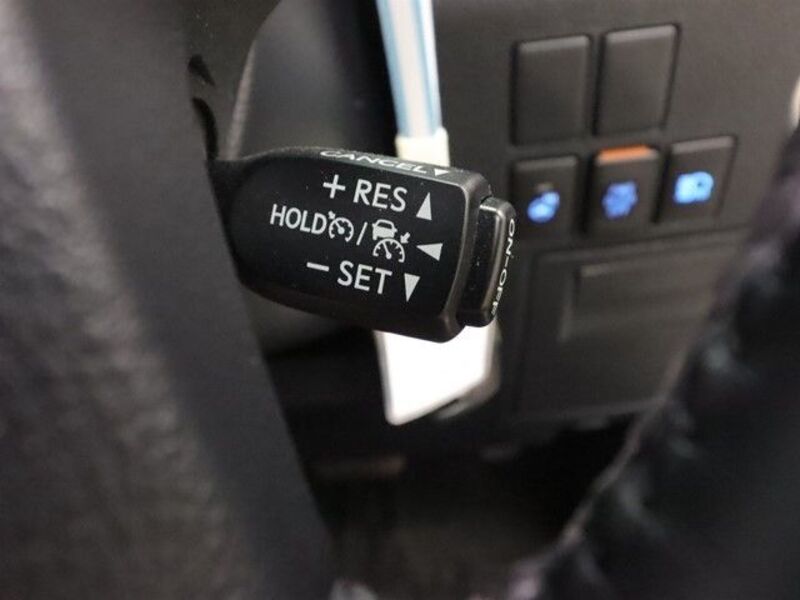 CANCEL▼
+ RES ▲
HOLD / ◀
− SET ▼
ON-OFF